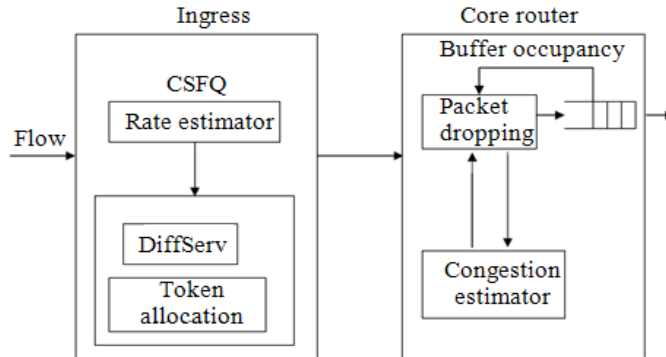 Ingress
Core router
Buffer occupancy
CSFQ
Rate estimator
Packet
dropping
Flow
DiffServ
Token
allocation
Congestion
estimator